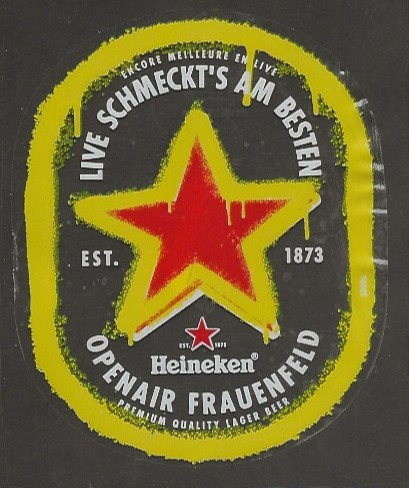 ENCORE MEILLEURE EN LIVE
LIVE SCHMECKT'S AM BESTEN
EST. 1873
EST. 1873
Heineken®
OPENAIR FRAUENFELD
PREMIUM QUALITY LAGER BEER